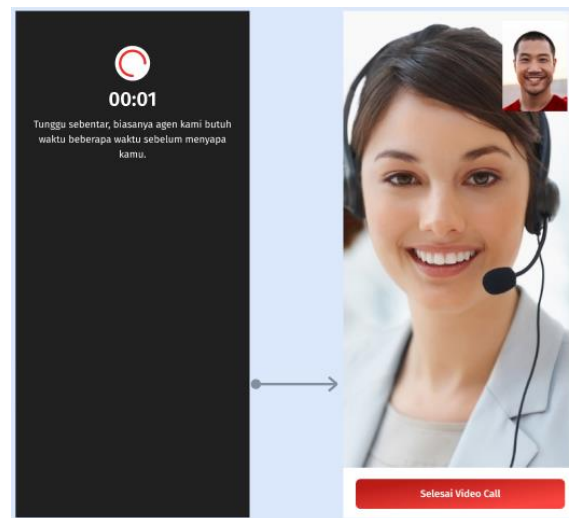 00:01
Tunggu sebentar, biasanya agen kami butuh
waktu beberapa waktu sebelum menyapa
kamu.
Selesai Video Call